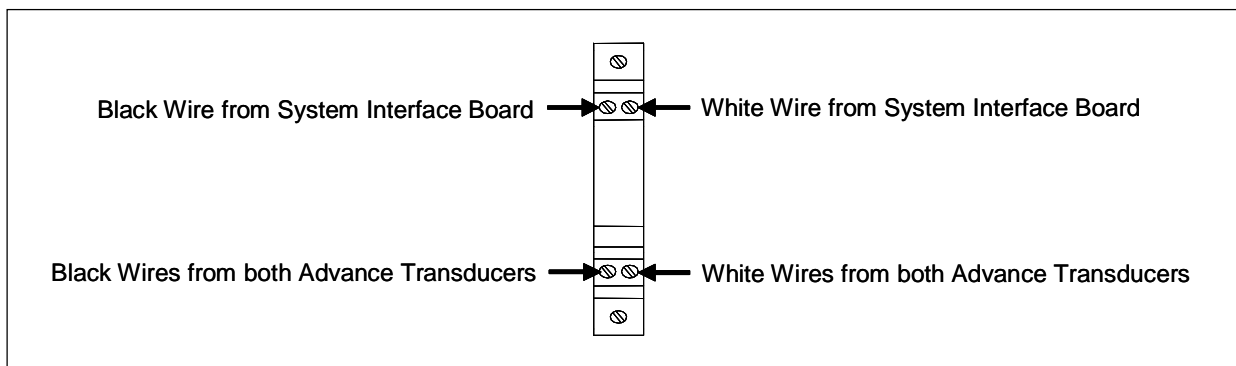 Black Wire from System Interface Board
White Wire from System Interface Board
Black Wires from both Advance Transducers
White Wires from both Advance Transducers